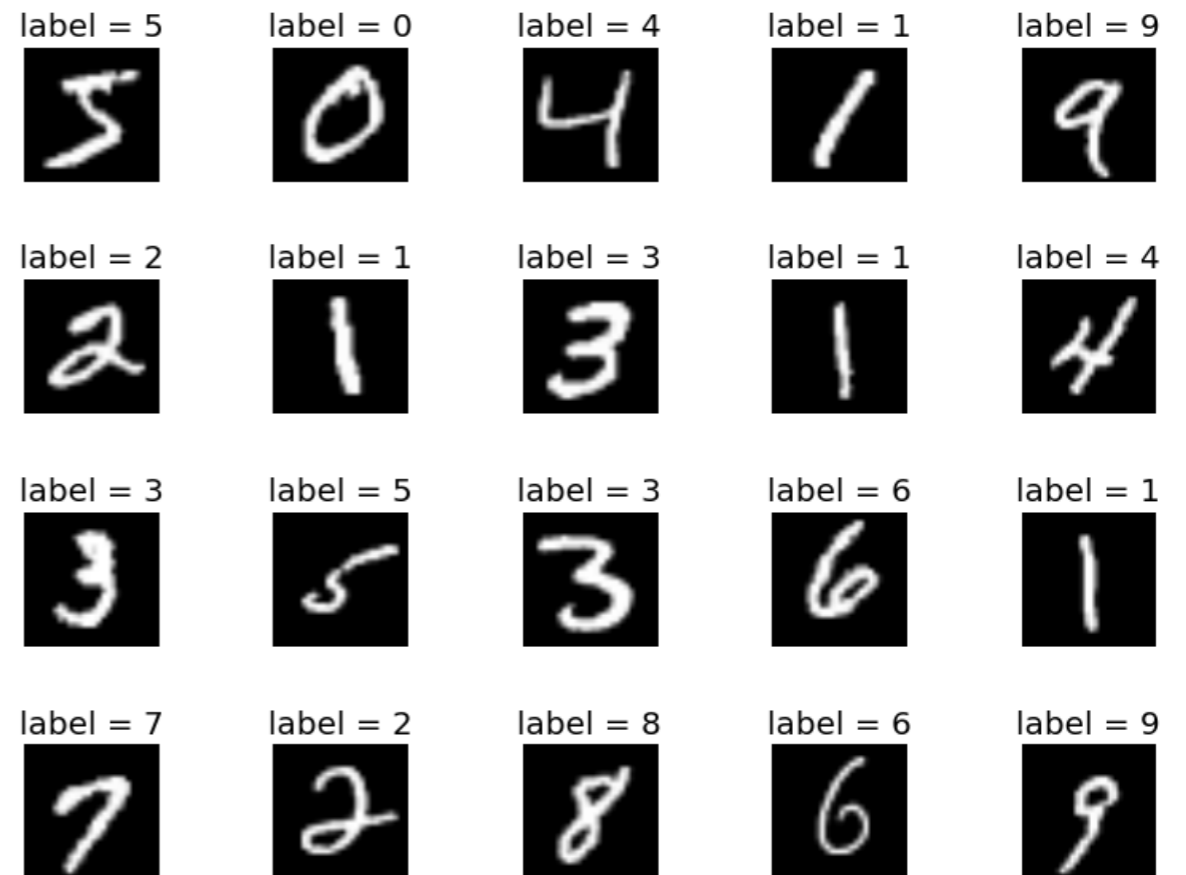 label = 5 label = 0 label = 4 label = 1 label = 9
5 0 4 1 9
label = 2 label = 1 label = 3 label = 1 label = 4
2 1 3 1 4
label = 3 label = 5 label = 3 label = 6 label = 1
3 5 3 6 1
label = 7 label = 2 label = 8 label = 6 label = 9
7 2 8 6 9